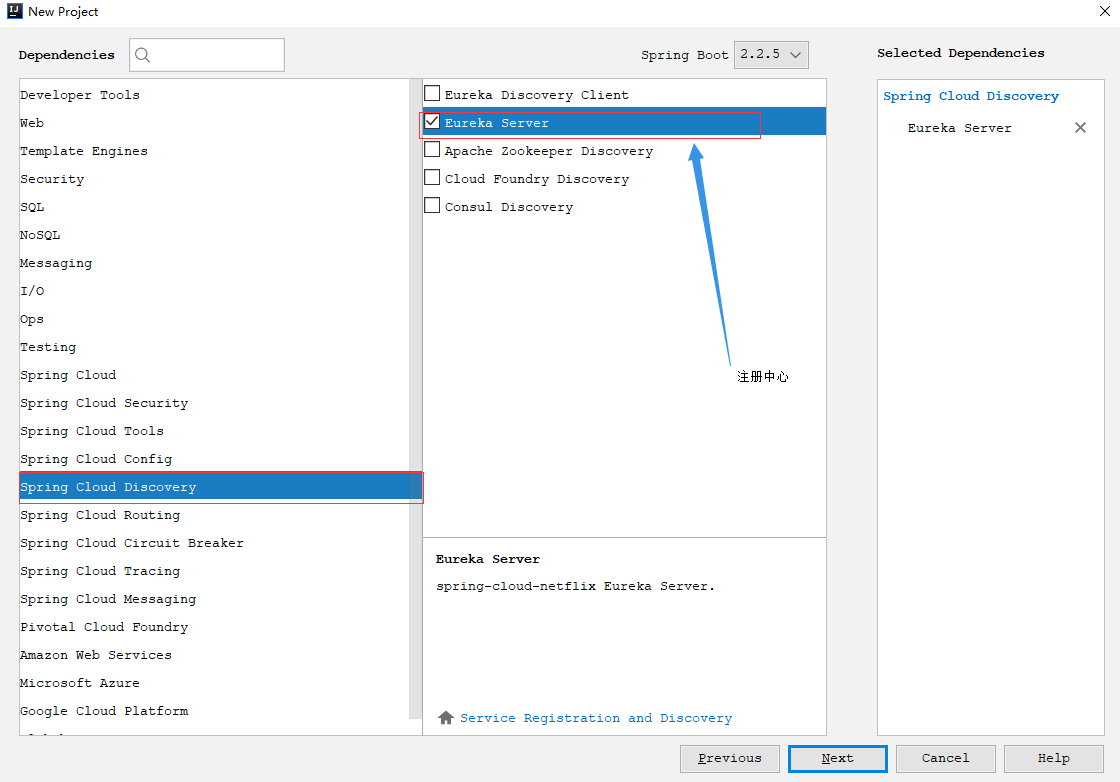 New Project
Dependencies
Spring Boot 2.2.5
Selected Dependencies
Developer Tools
Web
Template Engines
Security
SQL
NoSQL
Messaging
I/O
Ops
Testing
Spring Cloud
Spring Cloud Security
Spring Cloud Tools
Spring Cloud Config
Spring Cloud Discovery
Spring Cloud Routing
Spring Cloud Circuit Breaker
Spring Cloud Tracing
Spring Cloud Messaging
Pivotal Cloud Foundry
Amazon Web Services
Microsoft Azure
Google Cloud Platform
Eureka Discovery Client
Eureka Server
Apache Zookeeper Discovery
Cloud Foundry Discovery
Consul Discovery
注册中心
Eureka Server
spring-cloud-netflix Eureka Server.
Service Registration and Discovery
Spring Cloud Discovery
Eureka Server
Previous
Next
Cancel
Help